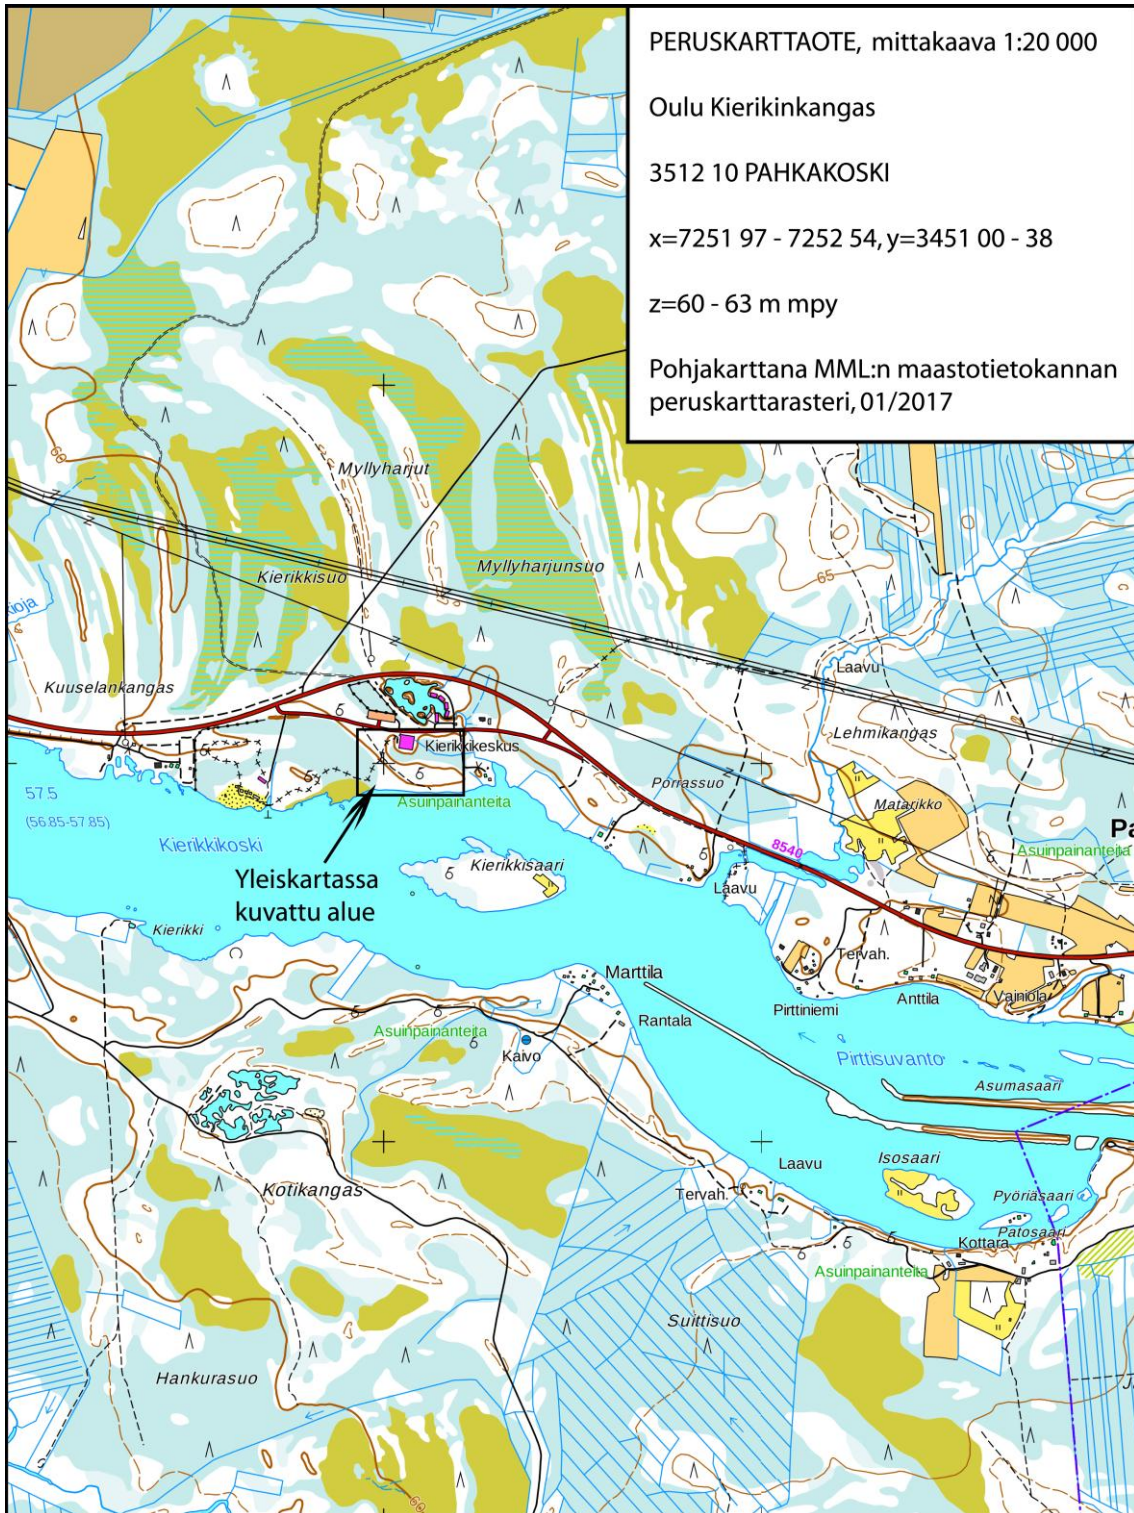 PERUSKARTTAOTE, mittakaava 1:20 000
Oulu Kierikinkangas
3512 10 PAHKAKOSKI
x=7251 97 - 7252 54, y=3451 00 - 38
z=60 - 63 m mpy
Pohjakarttana MML:n maastotietokannan
peruskarttarasteri, 01/2017
60
Myllyharjut
Kierikkisuo
Myllyharjunsuo
65
Laavu
Kuuselankangas
Lehmikangas
Kierikkikeskus
Porrassuo
57.5
(56.85-57.85)
Asuinpainanteita
Matarikko
Pa
Kierikkikoski
8540
Asuinpainanteita
Kierikkisaari
Yleiskartassa
kuvattu alue
Laavu
Kierikki
Tervah.
Marttila
Anttila
Vainiola
Pirttiniemi
Rantala
Asuinpainanteita
Kaivo
Pirttisuvanto
Asumasaari
Isosaari
Laavu
Kotikangas
Tervah.
Pyöriäsaari
Patosaari
Kottara
Asuinpainanteita
Suittisuo
Hankurasuo
60